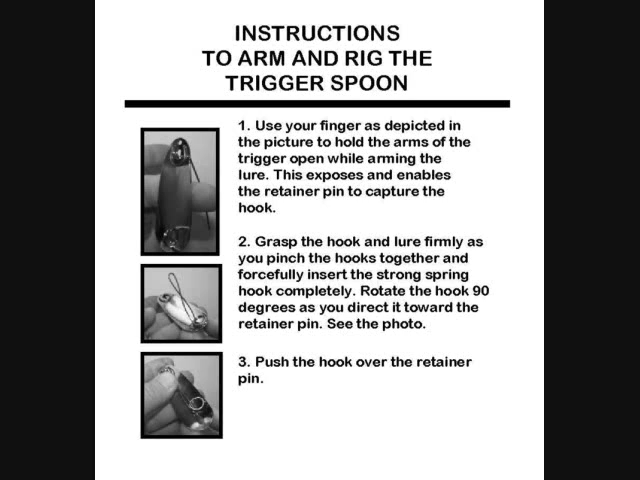 INSTRUCTIONS
TO ARM AND RIG THE
TRIGGER SPOON
1. Use your finger as depicted in
the picture to hold the arms of the
trigger open while arming the
lure. This exposes and enables
the retainer pin to capture the
hook.
2. Grasp the hook and lure firmly as
you pinch the hooks together and
forcefully insert the strong spring
hook completely. Rotate the hook 90
degrees as you direct it toward the
retainer pin. See the photo.
3. Push the hook over the retainer
pin.